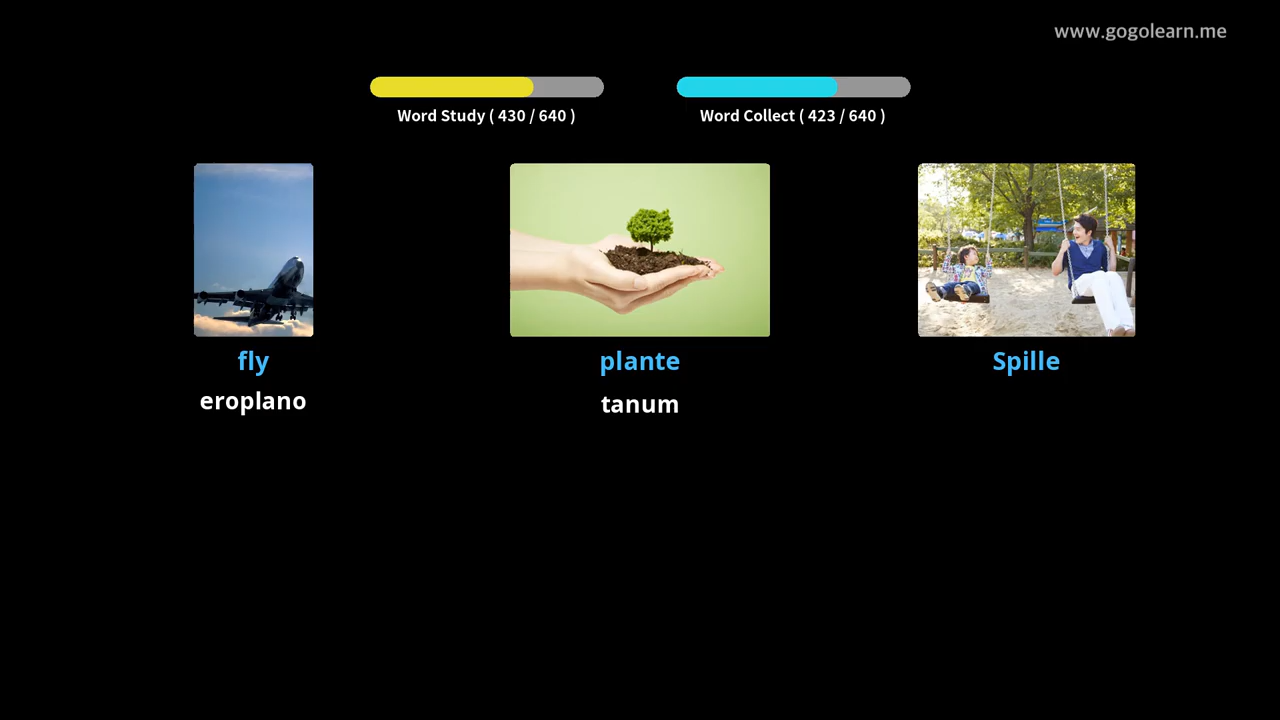 www.gogolearn.me
Word Study ( 430 / 640 )
Word Collect ( 423 / 640 )
fly
plante
Spille
eroplano
tanum